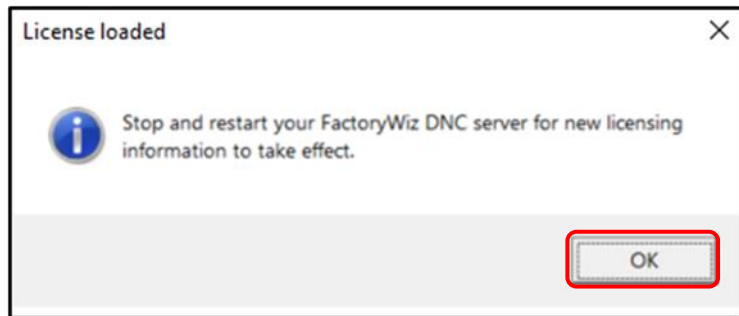 License loaded
Stop and restart your FactoryWiz DNC server for new licensing
information to take effect.
OK